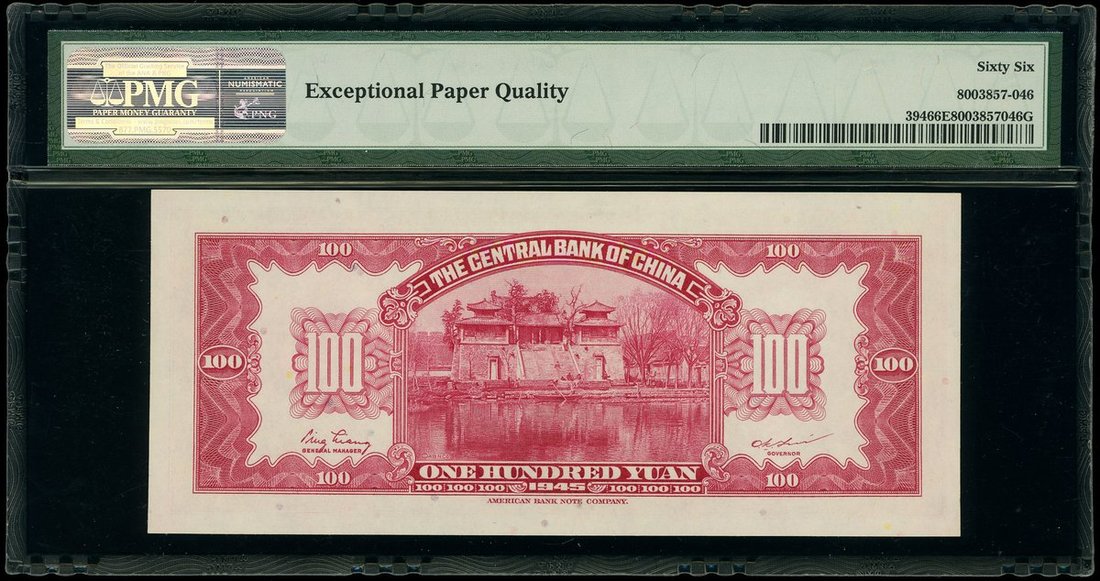 PMG
PAPER MONEY GUARANTY
NUMISMATIC
PNG
Exceptional Paper Quality
Sixty Six
8003857-046
39466E8003857046G
THE CENTRAL BANK OF CHINA
100 100
100 100 100 100
GENERAL MANAGER
GOVERNOR
100 100
ONE HUNDRED YUAN
100 100 100 1945 100 100 100
AMERICAN BANK NOTE COMPANY.